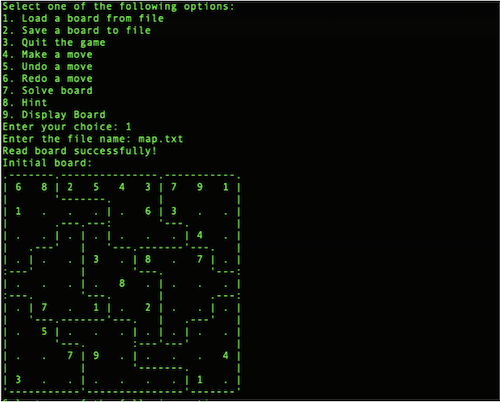 Select one of the following options:
1. Load a board from file
2. Save a board to file
3. Quit the game
4. Make a move
5. Undo a move
6. Redo a move
7. Solve board
8. Hint
9. Display Board
Enter your choice: 1
Enter the file name: map.txt
Read board successfully!
Initial board:
| 6 8 | 2 5 4 3 | 7 9 1 |
| 1 . . . | . 6 | 3 . . |
| . . | . | . . . | 4 . |
| . | . 3 . | 8 . 7 | . |
| . . . | . 8 . | . . . |
| . | 7 . 1 | . 2 | . . | . |
| . 5 | . . . | . | . . |
| . . 7 | 9 . | . . . 4 |
| 3 . . | . . . . | 1 . |